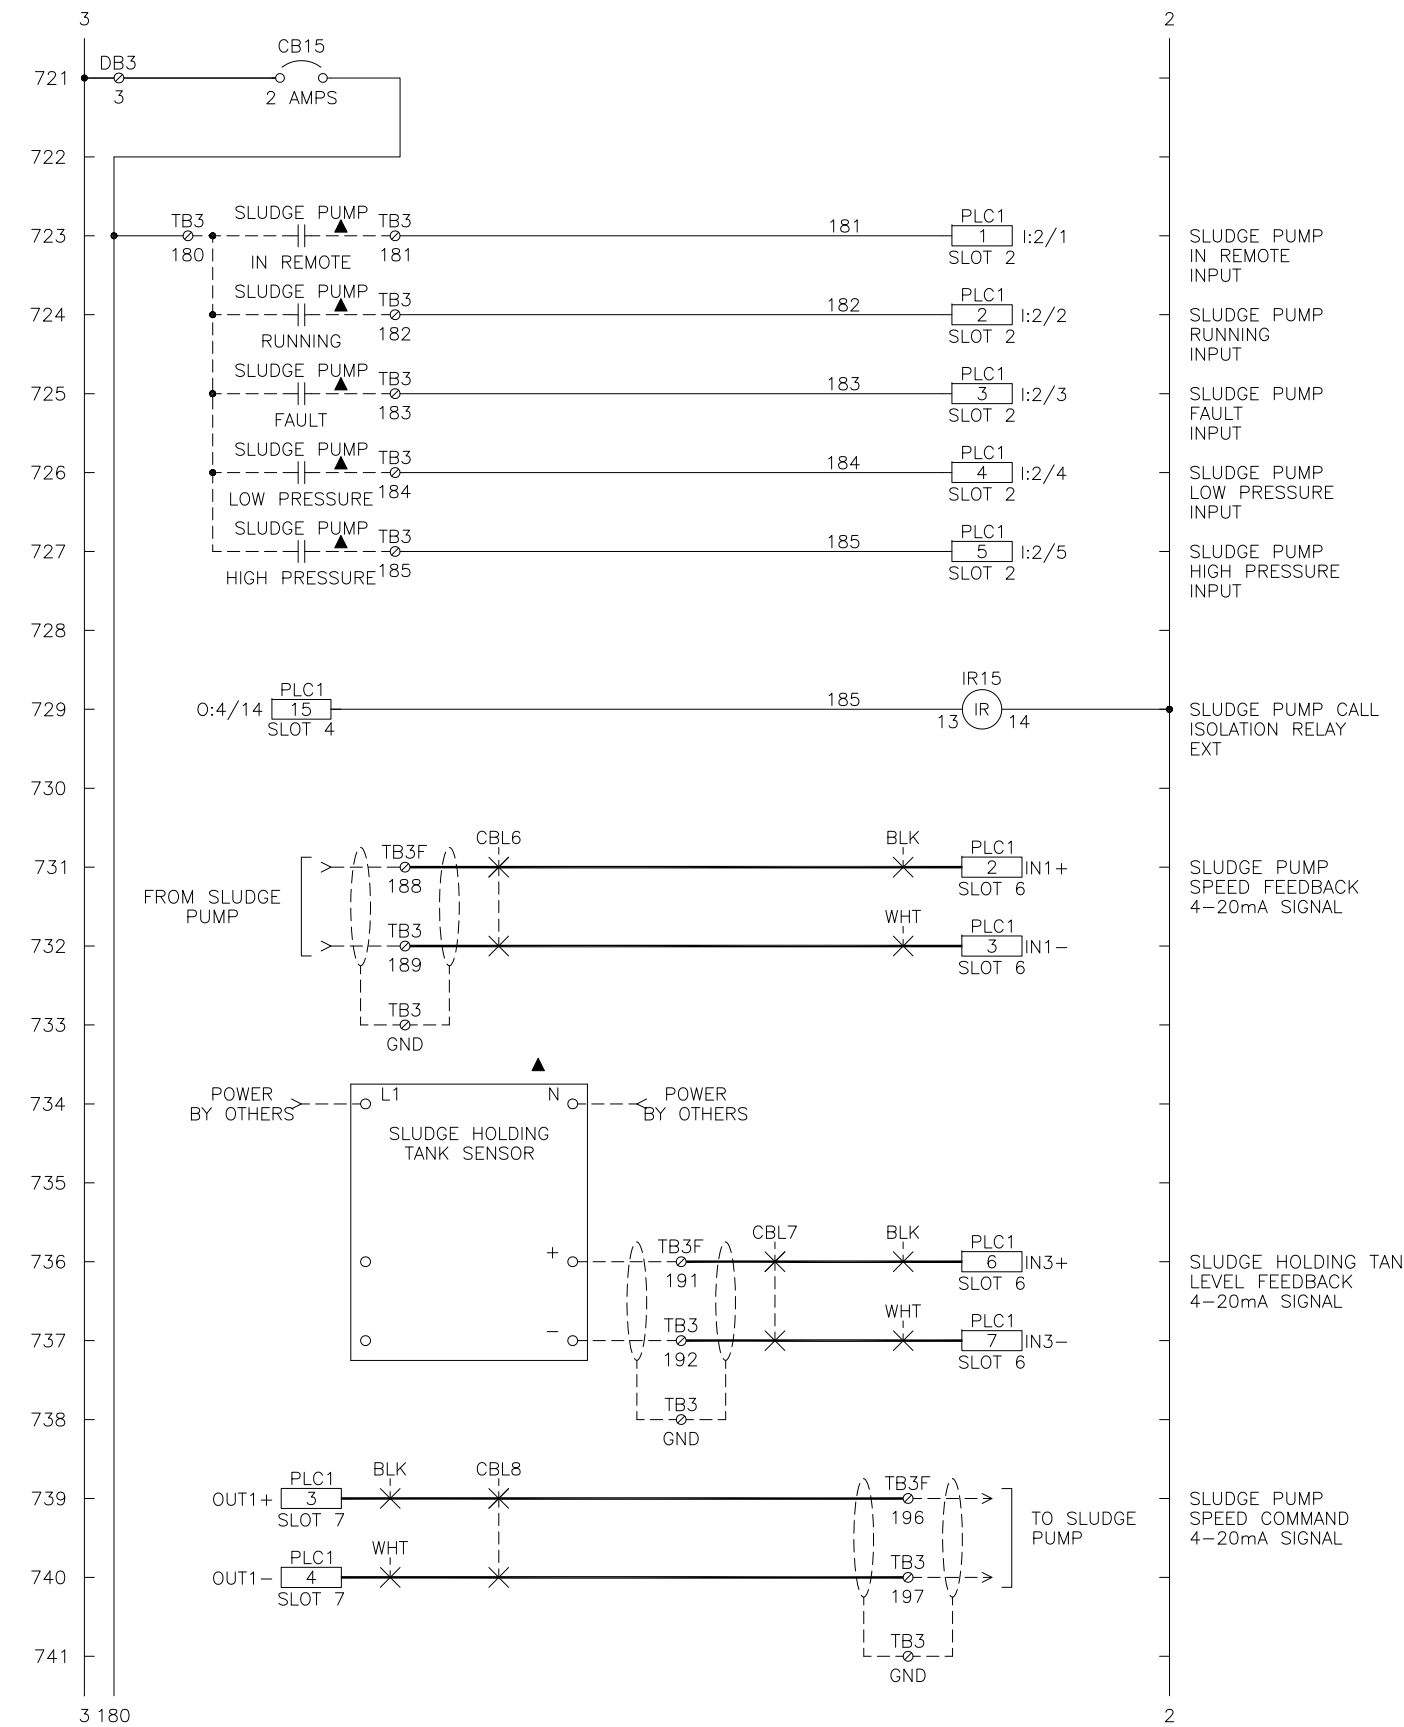 3
2
CB15
721
DB3
3
2 AMPS
722
723
TB3
180
SLUDGE PUMP
IN REMOTE
TB3
181
181
PLC1
1
I:2/1
SLOT 2
SLUDGE PUMP
IN REMOTE
INPUT
724
SLUDGE PUMP
RUNNING
TB3
182
182
PLC1
2
I:2/2
SLOT 2
SLUDGE PUMP
RUNNING
INPUT
725
SLUDGE PUMP
FAULT
TB3
183
183
PLC1
3
I:2/3
SLOT 2
SLUDGE PUMP
FAULT
INPUT
726
SLUDGE PUMP
LOW PRESSURE
TB3
184
184
PLC1
4
I:2/4
SLOT 2
SLUDGE PUMP
LOW PRESSURE
INPUT
727
SLUDGE PUMP
HIGH PRESSURE
TB3
185
185
PLC1
5
I:2/5
SLOT 2
SLUDGE PUMP
HIGH PRESSURE
INPUT
728
729
O:4/14
PLC1
15
SLOT 4
185
IR15
13
IR
14
SLUDGE PUMP CALL
ISOLATION RELAY
EXT
730
731
FROM SLUDGE
PUMP
TB3F
188
CBL6
BLK
PLC1
2
IN1+
SLOT 6
SLUDGE PUMP
SPEED FEEDBACK
4-20mA SIGNAL
732
TB3
189
WHT
PLC1
3
IN1-
SLOT 6
733
TB3
GND
734
POWER
BY OTHERS
L1
N
POWER
BY OTHERS
SLUDGE HOLDING
TANK SENSOR
735
736
+
TB3F
191
CBL7
BLK
PLC1
6
IN3+
SLOT 6
SLUDGE HOLDING TAN
LEVEL FEEDBACK
4-20mA SIGNAL
737
-
TB3
192
WHT
PLC1
7
IN3-
SLOT 6
738
TB3
GND
739
OUT1+
PLC1
3
SLOT 7
BLK
CBL8
TB3F
196
TO SLUDGE
PUMP
SLUDGE PUMP
SPEED COMMAND
4-20mA SIGNAL
740
OUT1-
PLC1
4
SLOT 7
WHT
TB3
197
741
TB3
GND
3 180
2